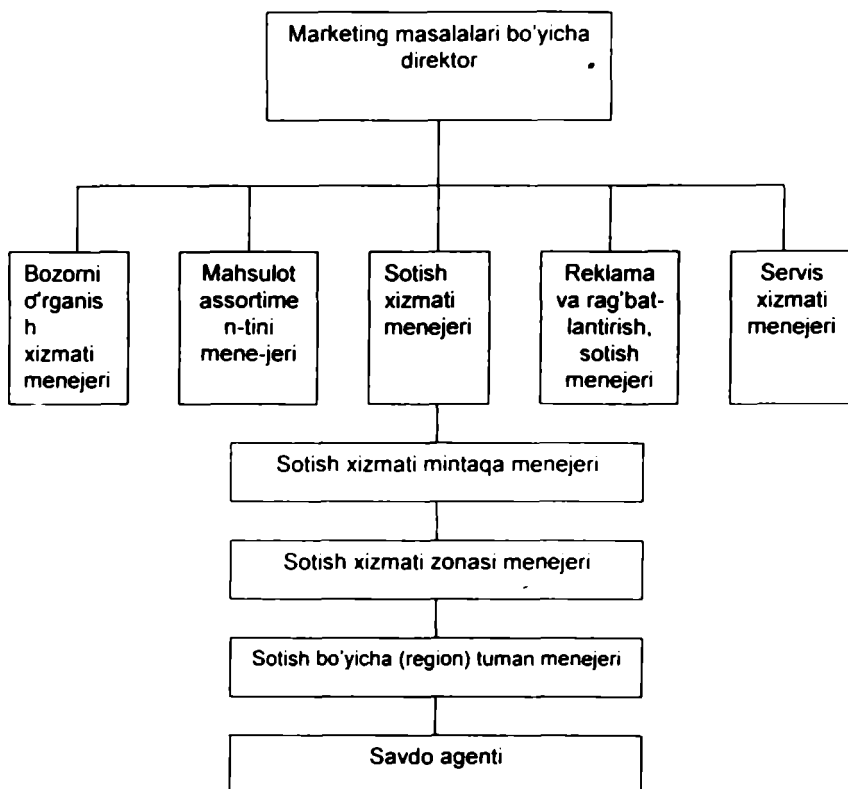 Marketing masalalari bo'yicha
direktor
Bozorni
o'rganis
h
xizmati
menejeri
Mahsulot
assortime
n-tini
mene-jeri
Sotish
xizmati
menejeri
Reklama
va rag'bat-
lantirish,
sotish
menejeri
Servis
xizmati
menejeri
Sotish xizmati mintaqa menejeri
Sotish xizmati zonasi menejeri
Sotish bo'yicha (region) tuman menejeri
Savdo agenti